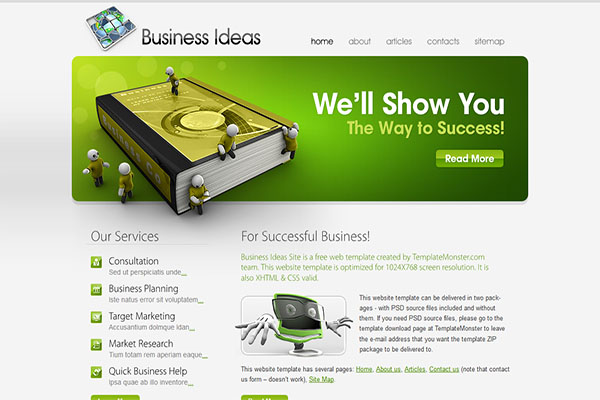 Business Ideas
home about articles contacts sitemap
Business
We'll Show You
The Way to Success!
Read More
Our Services
Consultation
Sed ut perspiciatis unde...
Business Planning
Iste natus error sit voluptatem...
Target Marketing
Accusantium doimque idan...
Market Research
Tium totam rem aperiam eaque...
Quick Business Help
Ipsa quae ab illo inventore...
For Successful Business!
Business Ideas Site is a free web template created by TemplateMonster.com
team. This website template is optimized for 1024X768 screen resolution. It is
also XHTML & CSS valid.
This website template can be delivered in two pack-
ages - with PSD source files included and without
them. If you need PSD source files, please go to the
template download page at TemplateMonster to leave
the e-mail address that you want the template ZIP
package to be delivered to.
This website template has several pages: Home, About us, Articles, Contact us (note that contact
us form – doesn't work), Site Map.